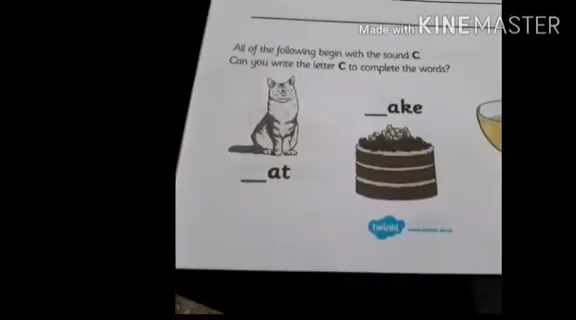 Made with KINEMASTER
All of the following begin with the sound C.
Can you write the letter C to complete the words?
__ake
__at
twinkl